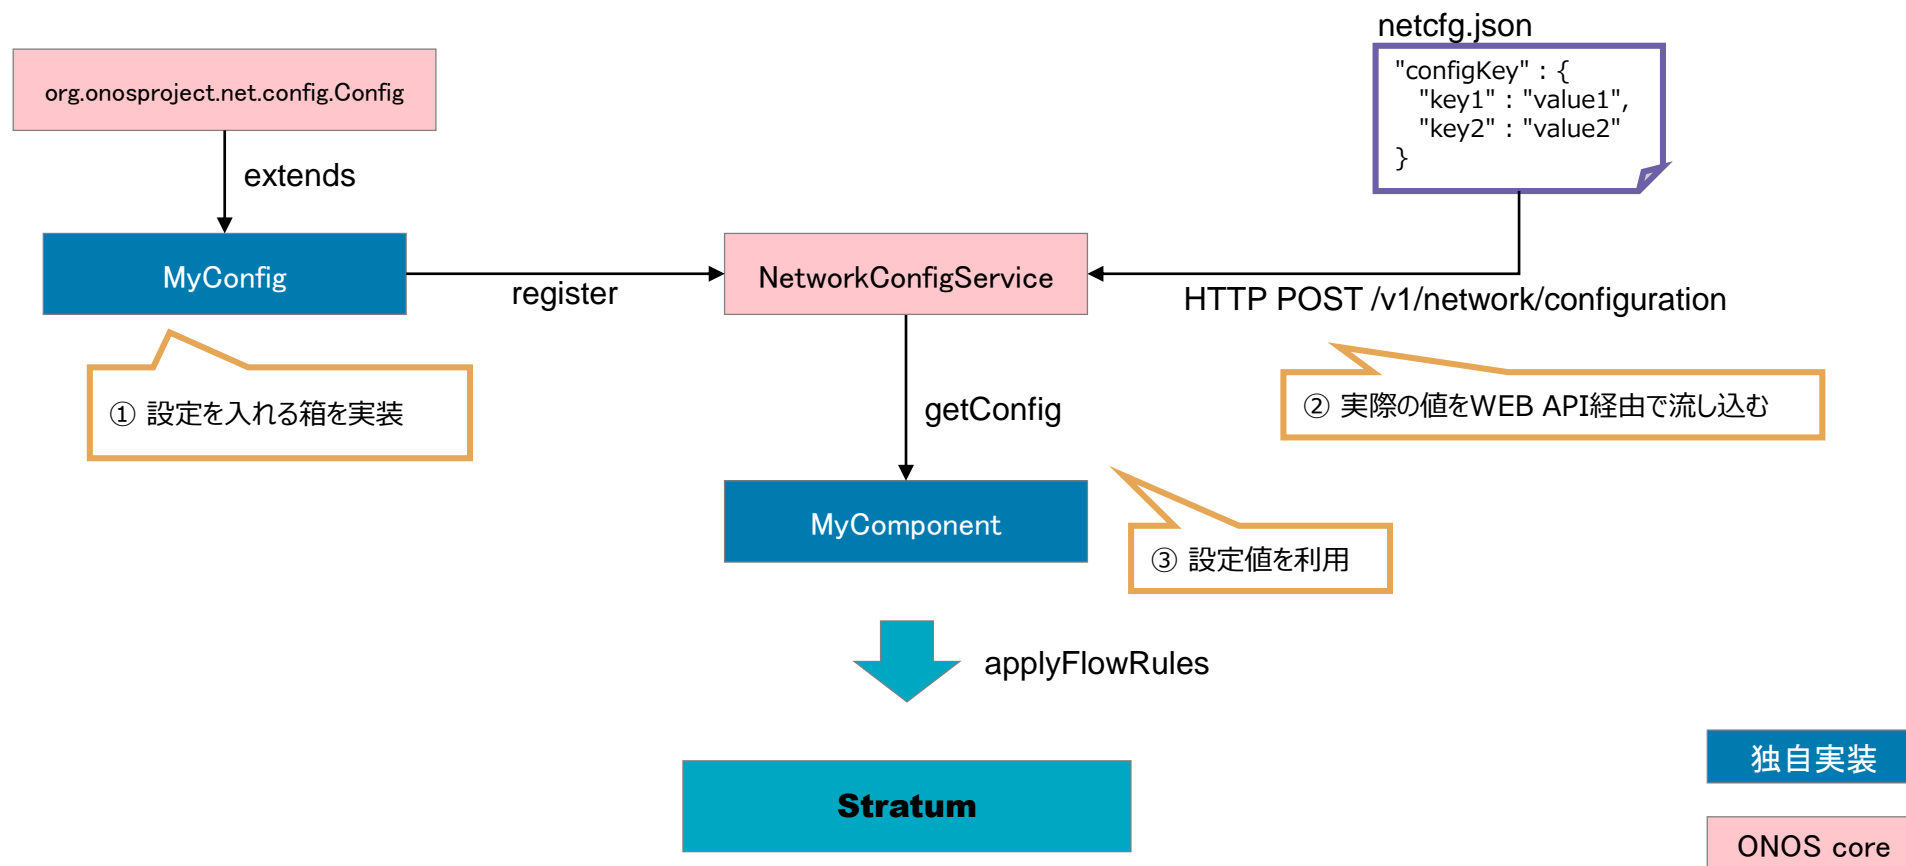 netcfg.json
"configKey" : {
"key1" : "value1",
"key2" : "value2"
}
org.onosproject.net.config.Config
extends
MyConfig
register
NetworkConfigService
HTTP POST /v1/network/configuration
① 設定を入れる箱を実装
② 実際の値をWEB API経由で流し込む
getConfig
MyComponent
③ 設定値を利用
applyFlowRules
Stratum
独自実装
ONOS core